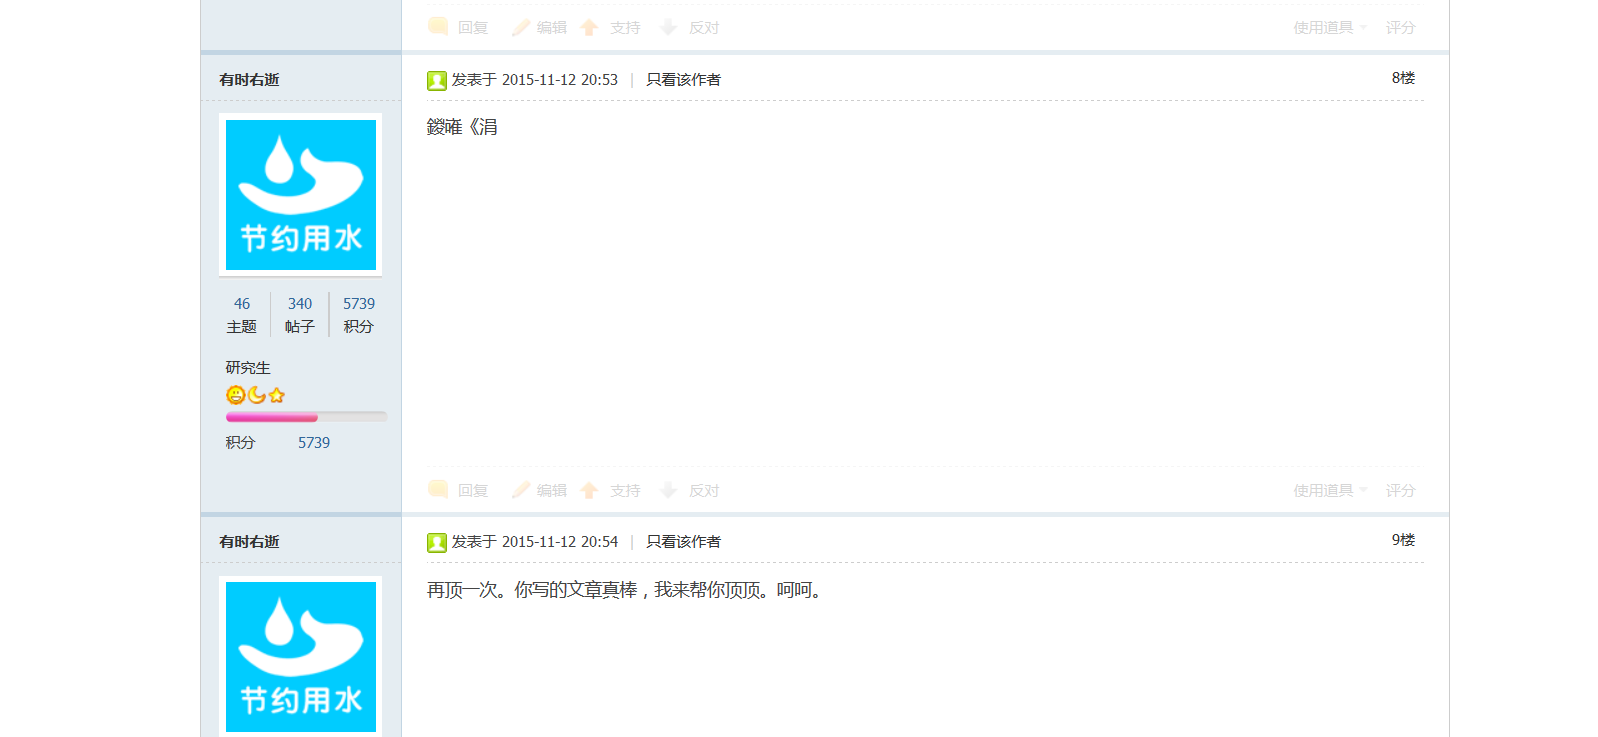 回复 编辑 支持 反对 使用道具 评分
有时右逝
发表于 2015-11-12 20:53 | 只看该作者 8楼
鑁嶉《涓
节约用水
46 340 5739
主题 帖子 积分
研究生
积分 5739
回复 编辑 支持 反对 使用道具 评分
有时右逝
发表于 2015-11-12 20:54 | 只看该作者 9楼
再顶一次。你写的文章真棒，我来帮你顶顶。呵呵。
节约用水